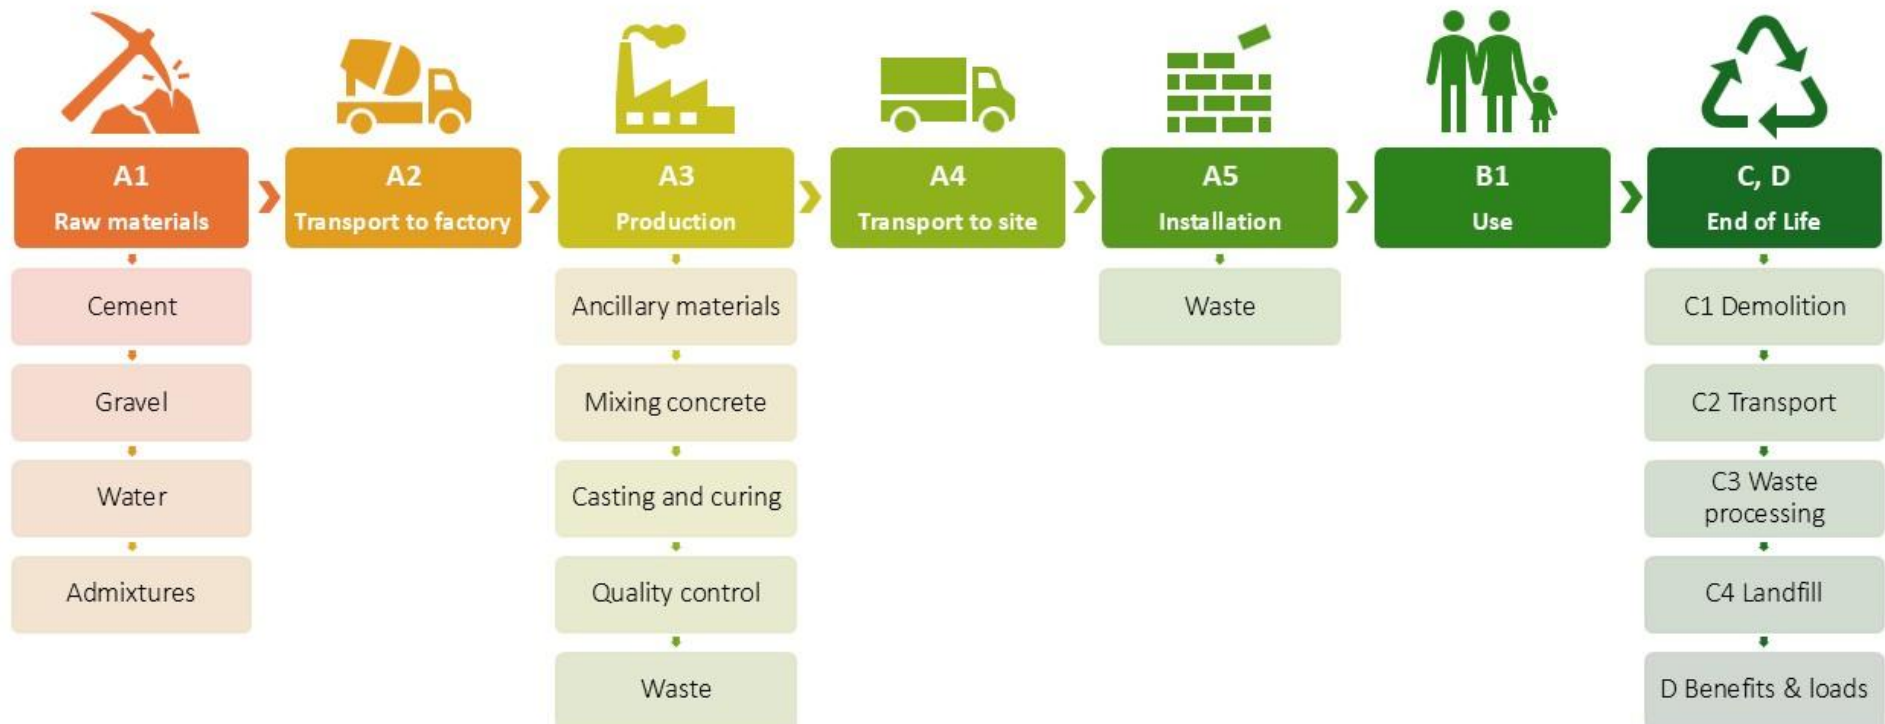 A1
Raw materials
A2
Transport to factory
A3
Production
A4
Transport to site
A5
Installation
B1
Use
C, D
End of Life
Cement
Gravel
Water
Admixtures
Ancillary materials
Mixing concrete
Casting and curing
Quality control
Waste
Waste
C1 Demolition
C2 Transport
C3 Waste
processing
C4 Landfill
D Benefits & loads